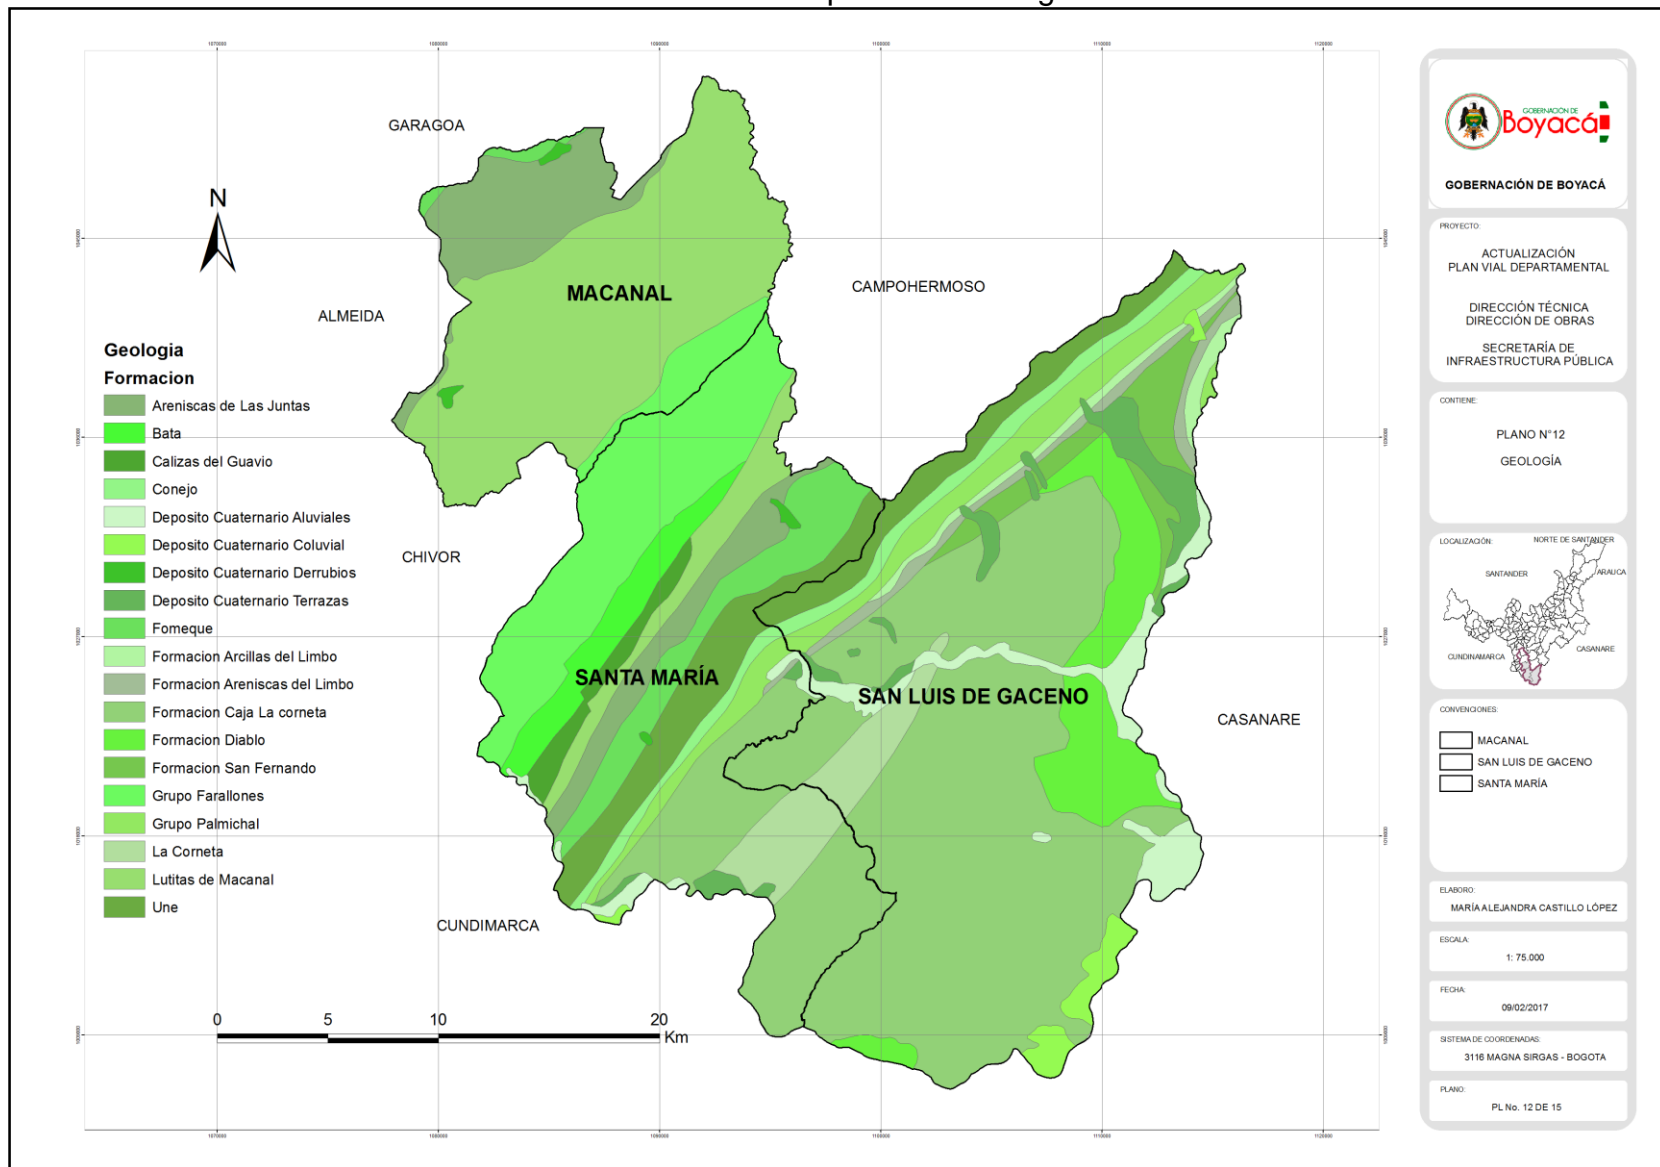 GARAGOA
N
MACANAL
CAMPOHERMOSO
ALMEIDA
Geologia
Formacion
Areniscas de Las Juntas
Bata
Calizas del Guavio
Conejo
Deposito Cuaternario Aluviales
Deposito Cuaternario Coluvial
Deposito Cuaternario Derrubios
Deposito Cuaternario Terrazas
Fomeque
Formacion Arcillas del Limbo
Formacion Areniscas del Limbo
Formacion Caja La corneta
Formacion Diablo
Formacion San Fernando
Grupo Farallones
Grupo Palmichal
La Corneta
Lutitas de Macanal
Une
CHIVOR
SANTA MARÍA
SAN LUIS DE GACENO
CASANARE
CUNDIMARCA
0 5 10 20
Km
GOBERNACIÓN DE
Boyacá
GOBERNACIÓN DE BOYACÁ
PROYECTO:
ACTUALIZACIÓN
PLAN VIAL DEPARTAMENTAL
DIRECCIÓN TÉCNICA
DIRECCIÓN DE OBRAS
SECRETARÍA DE
INFRAESTRUCTURA PÚBLICA
CONTIENE:
PLANO N°12
GEOLOGÍA
LOCALIZACIÓN:
NORTE DE SANTANDER
SANTANDER
ARAUCA
CASANARE
CUNDINAMARCA
CONVENCIONES:
MACANAL
SAN LUIS DE GACENO
SANTA MARÍA
ELABORO:
MARÍA ALEJANDRA CASTILLO LÓPEZ
ESCALA:
1: 75.000
FECHA:
09/02/2017
SISTEMA DE COORDENADAS:
3116 MAGNA SIRGAS - BOGOTA
PLANO:
PL No. 12 DE 15